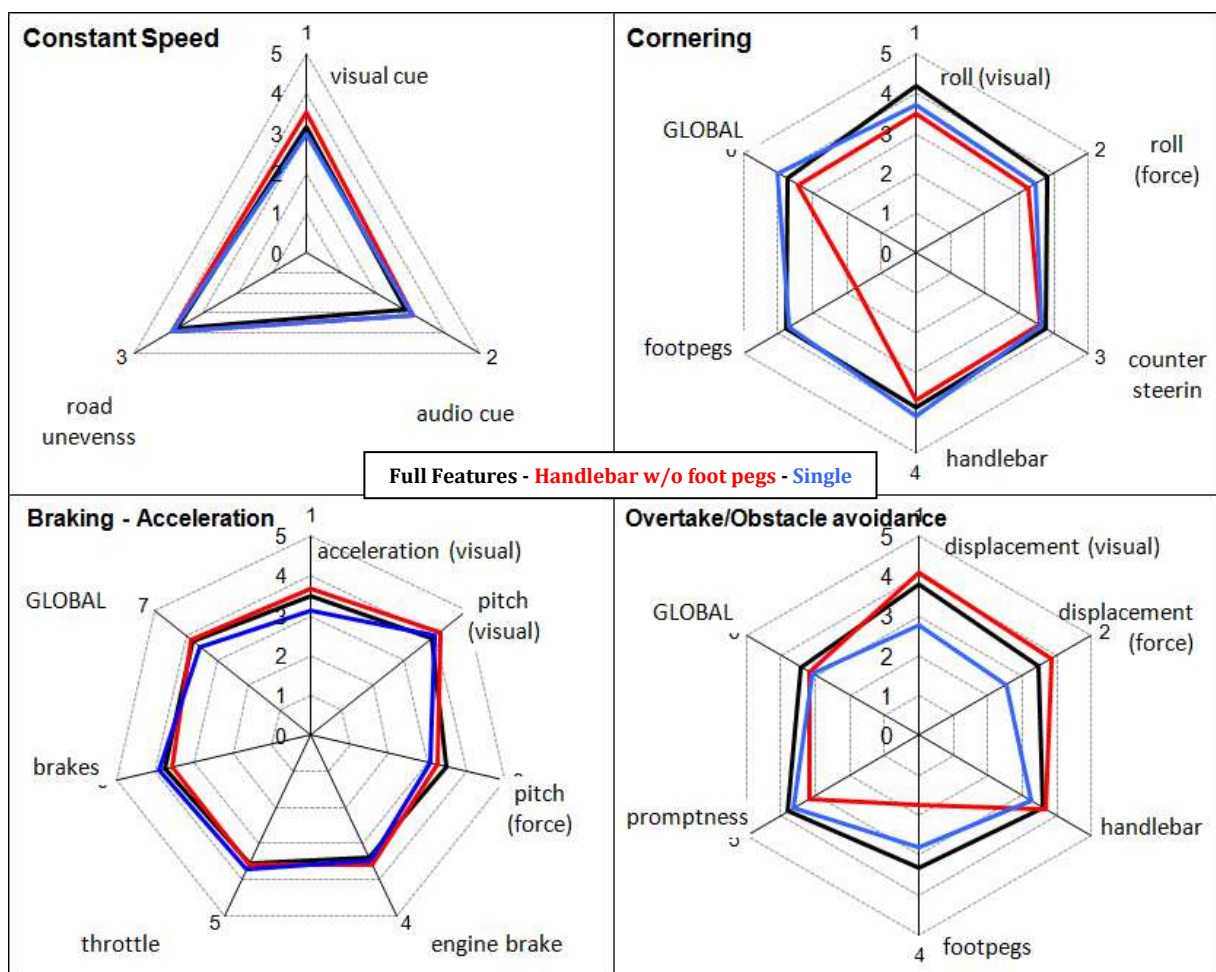 Constant Speed
1
5
visual cue
4
3
2
1
0
3
2
road
unevenss
audio cue
Cornering
1
5
roll (visual)
4
GLOBAL
3
2
roll
(force)
2
1
0
footpegs
3
counter
steerin
handlebar
4
Full Features - Handlebar w/o foot pegs - Single
Braking - Acceleration
1
5
acceleration (visual)
4
GLOBAL
7
pitch
(visual)
3
2
1
0
brakes
pitch
(force)
5
4
throttle
engine brake
Overtake/Obstacle avoidance
1
5
displacement (visual)
4
GLOBAL
displacement
(force)
3
2
2
1
0
promptness
handlebar
footpegs
4